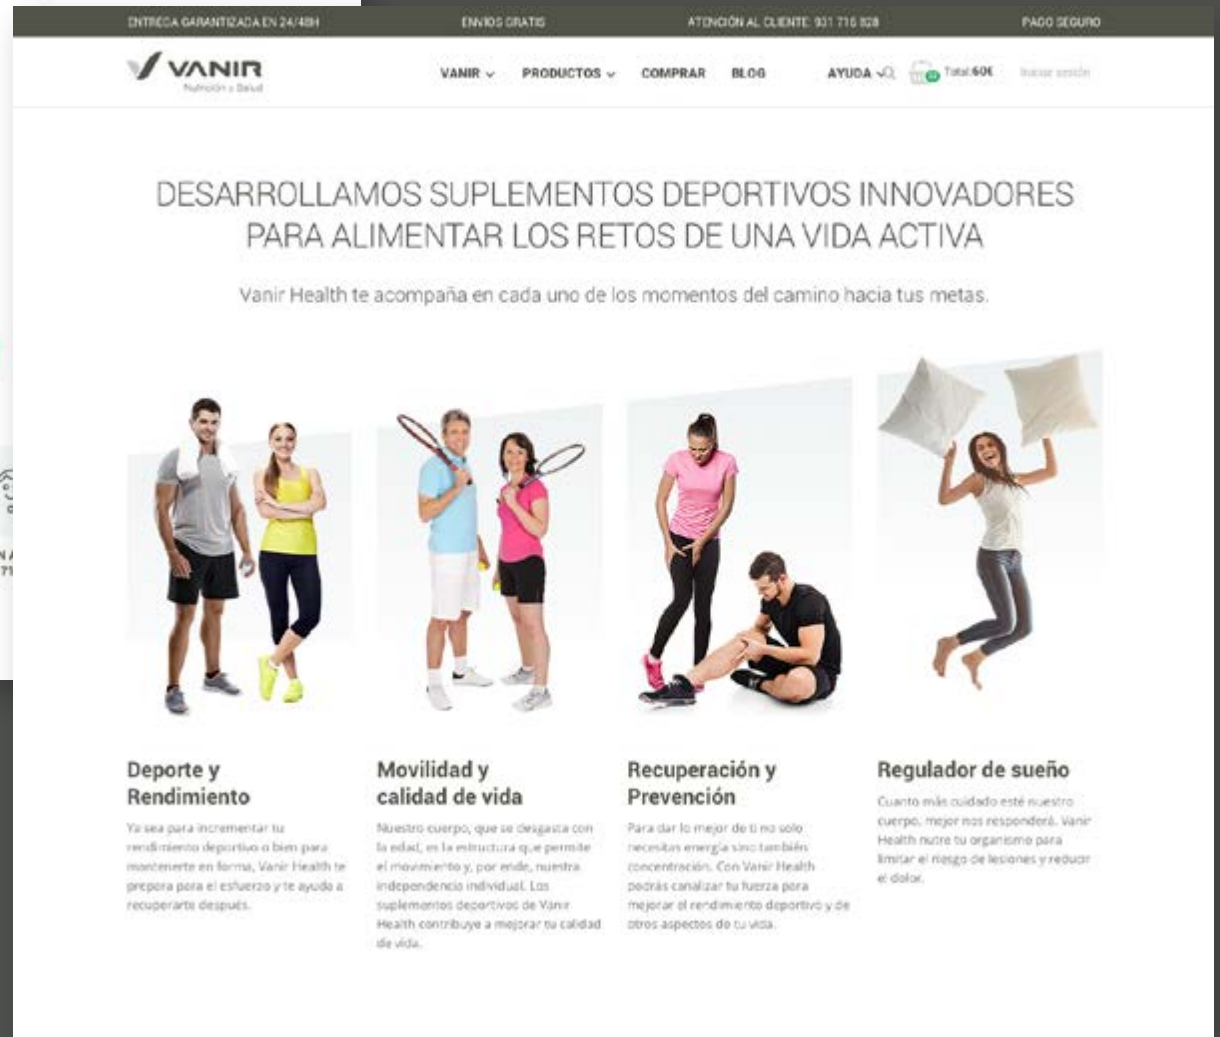 ENTREGA GARANTIZADA EN 24/48H
ENVIOS GRATIS
ATENCIÓN AL CLIENTE: 931 716 828
PAGO SEGURO
VANIR
Nutrición y Salud
VANIR
PRODUCTOS
COMPRAR
BLOG
AYUDA
Total: 60€
Iniciar sesión
DESARROLLAMOS SUPLEMENTOS DEPORTIVOS INNOVADORES
PARA ALIMENTAR LOS RETOS DE UNA VIDA ACTIVA
Vanir Health te acompaña en cada uno de los momentos del camino hacia tus metas.
N A
71
Deporte y
Rendimiento
Ya sea para incrementar tu
rendimiento deportivo o bien para
mantenerte en forma, Vanir Health te
prepara para el esfuerzo y te ayuda a
recuperarte después.
Movilidad y
calidad de vida
Nuestro cuerpo, que se desgasta con
la edad, es la estructura que permite
el movimiento y, por ende, nuestra
independencia individual. Los
suplementos deportivos de Vanir
Health contribuye a mejorar tu calidad
de vida.
Recuperación y
Prevención
Para dar lo mejor de ti no solo
necesitas energía sino también
concentración. Con Vanir Health
podrás canalizar tu fuerza para
mejorar el rendimiento deportivo y de
otros aspectos de tu vida.
Regulador de sueño
Cuanto más cuidado esté nuestro
cuerpo, mejor nos responderá. Vanir
Health nutre tu organismo para
limitar el riesgo de lesiones y reducir
el dolor.